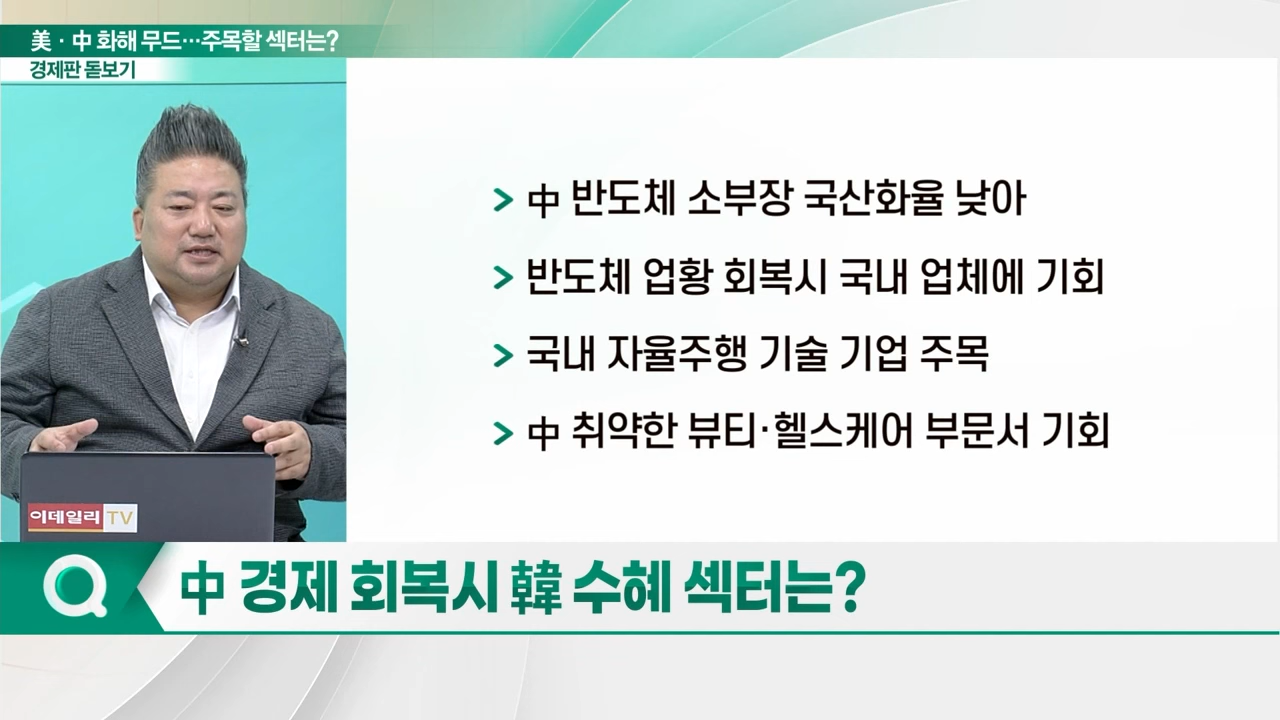 美·中 화해 무드…주목할 섹터는?
경제판 돋보기
> 中 반도체 소부장 국산화율 낮아
> 반도체 업황 회복시 국내 업체에 기회
> 국내 자율주행 기술 기업 주목
> 中 취약한 뷰티·헬스케어 부문서 기회
이데일리 TV
Q 中 경제 회복시 韓 수혜 섹터는?